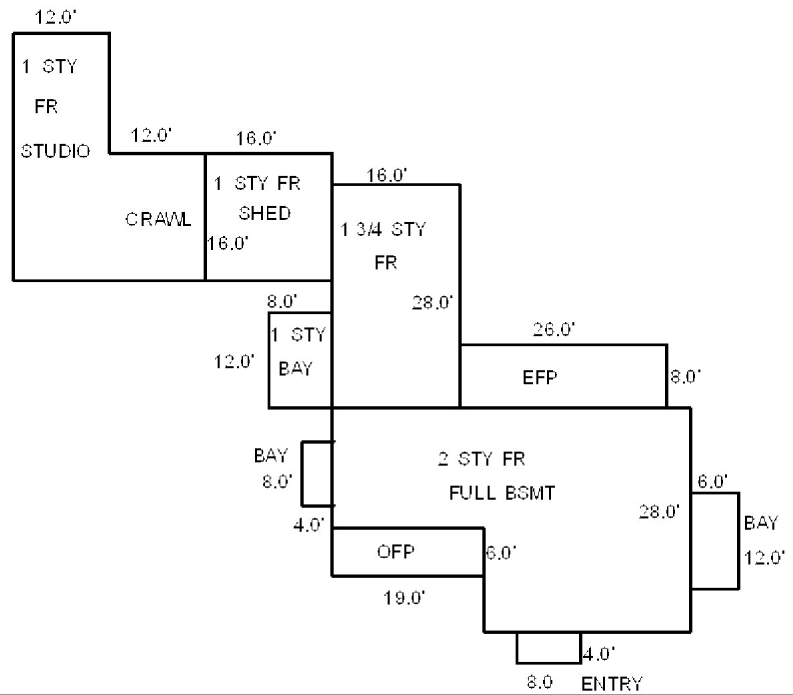 12.0'
1 STY
FR
STUDIO
12.0'
16.0'
CRAWL
1 STY FR
SHED
16.0'
16.0'
1 3/4 STY
FR
28.0'
8.0'
1 STY
BAY
12.0'
26.0'
EFP
8.0'
BAY
8.0'
4.0'
2 STY FR
FULL BSMT
28.0'
6.0'
BAY
12.0'
OFP
6.0'
19.0'
4.0'
8.0 ENTRY